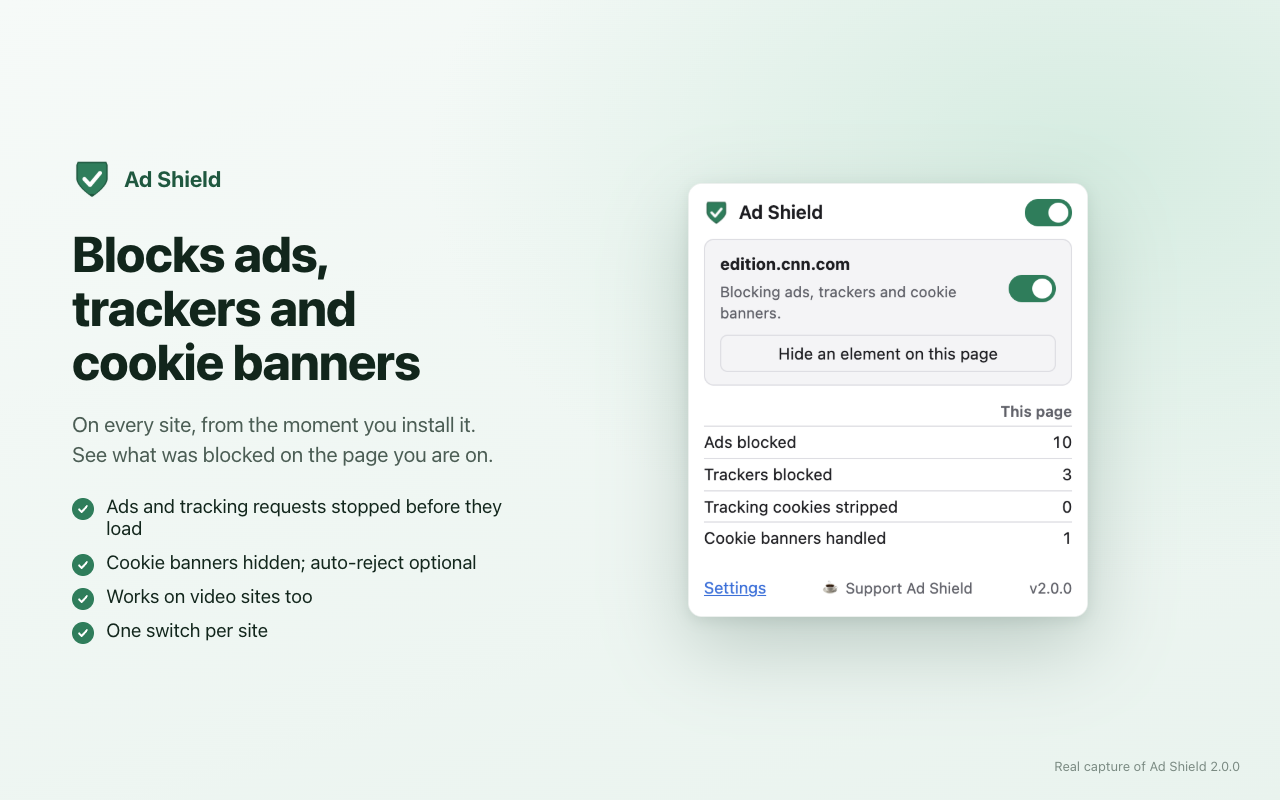 Ad Shield
Blocks ads,
trackers and
cookie banners
On every site, from the moment you install it.
See what was blocked on the page you are on.
Ads and tracking requests stopped before they
load
Cookie banners hidden; auto-reject optional
Works on video sites too
One switch per site
Ad Shield
edition.cnn.com
Blocking ads, trackers and cookie
banners.
Hide an element on this page
This page
Ads blocked 10
Trackers blocked 3
Tracking cookies stripped 0
Cookie banners handled 1
Settings ☕ Support Ad Shield v2.0.0
Real capture of Ad Shield 2.0.0